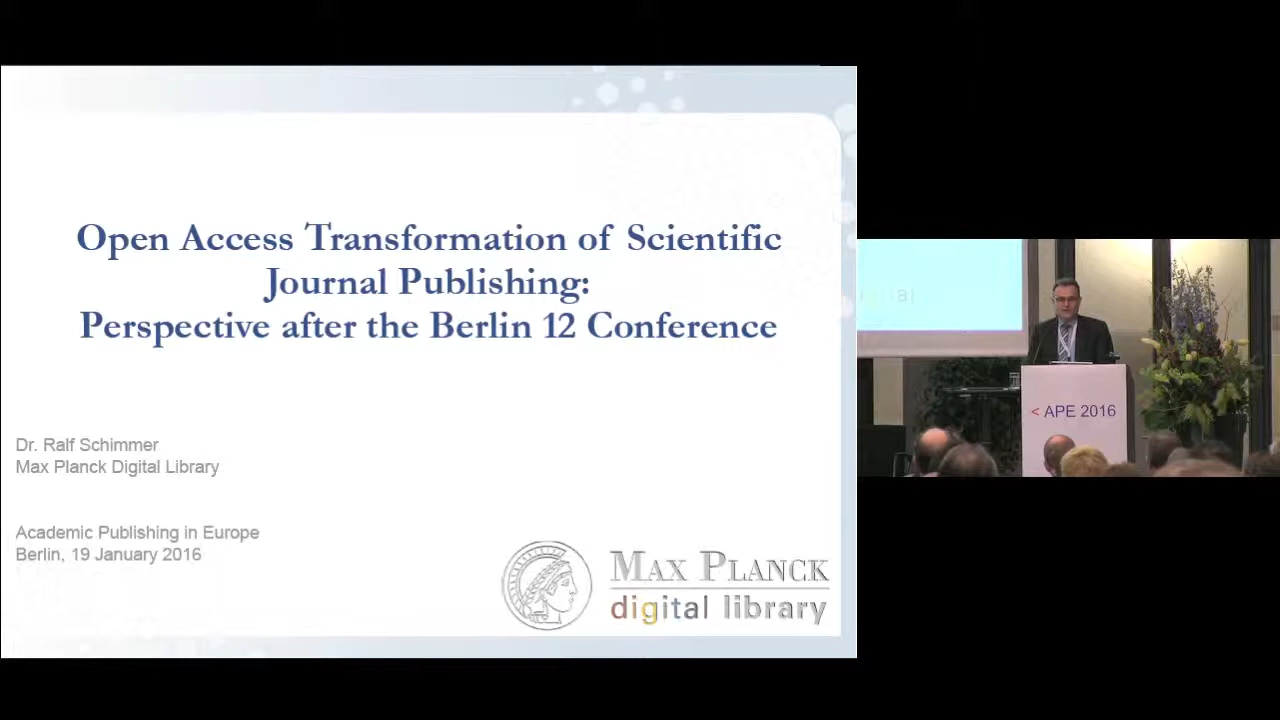 Open Access Transformation of Scientific
Journal Publishing:
Perspective after the Berlin 12 Conference
Dr. Ralf Schimmer
Max Planck Digital Library
Academic Publishing in Europe
Berlin, 19 January 2016
MAX PLANCK
digital library
< APE 2016